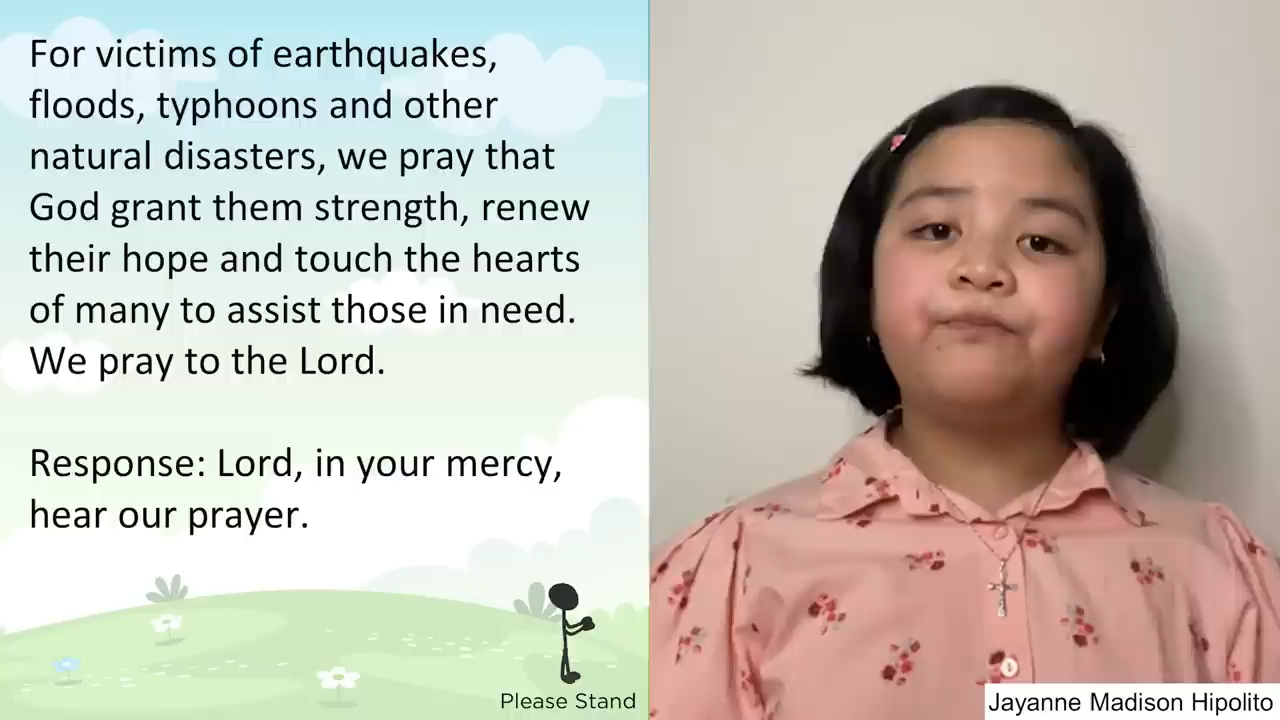 For victims of earthquakes,
floods, typhoons and other
natural disasters, we pray that
God grant them strength, renew
their hope and touch the hearts
of many to assist those in need.
We pray to the Lord.
Response: Lord, in your mercy,
hear our prayer.
Please Stand
Jayanne Madison Hipolito